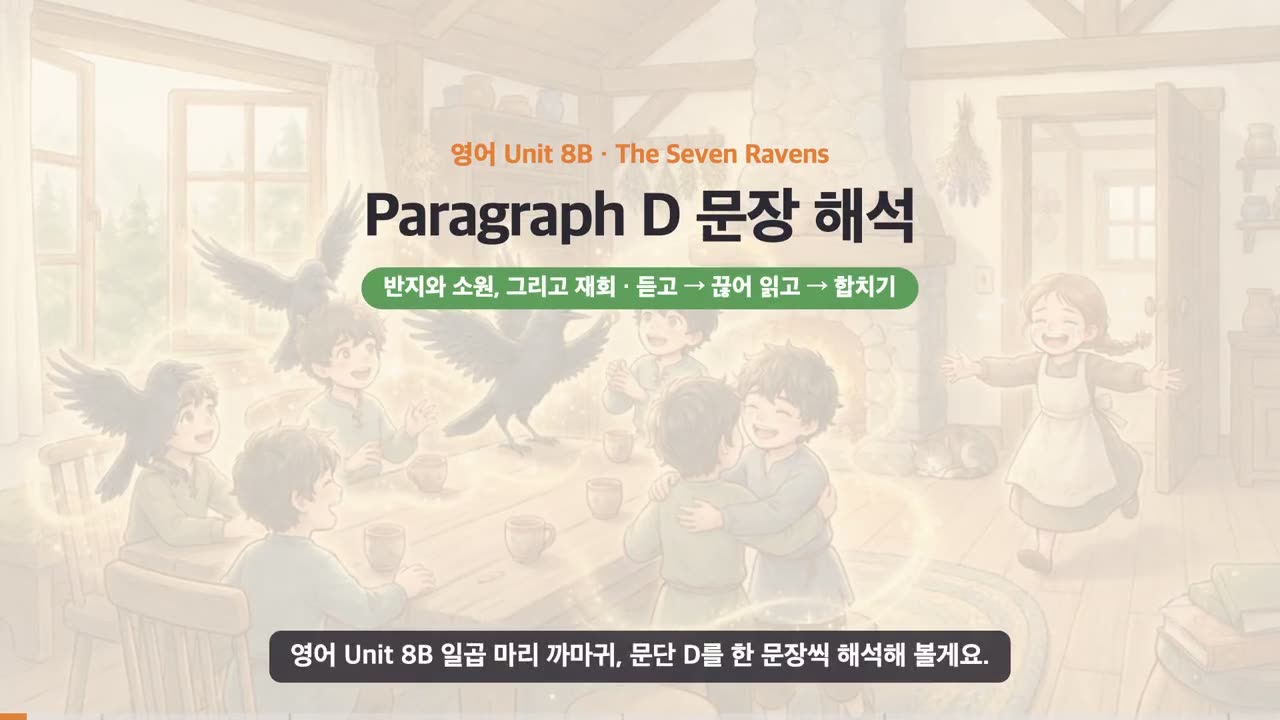 영어 Unit 8B · The Seven Ravens
Paragraph D 문장 해석
반지와 소원, 그리고 재회 · 듣고 → 끊어 읽고 → 합치기
영어 Unit 8B 일곱 마리 까마귀, 문단 D를 한 문장씩 해석해 볼게요.